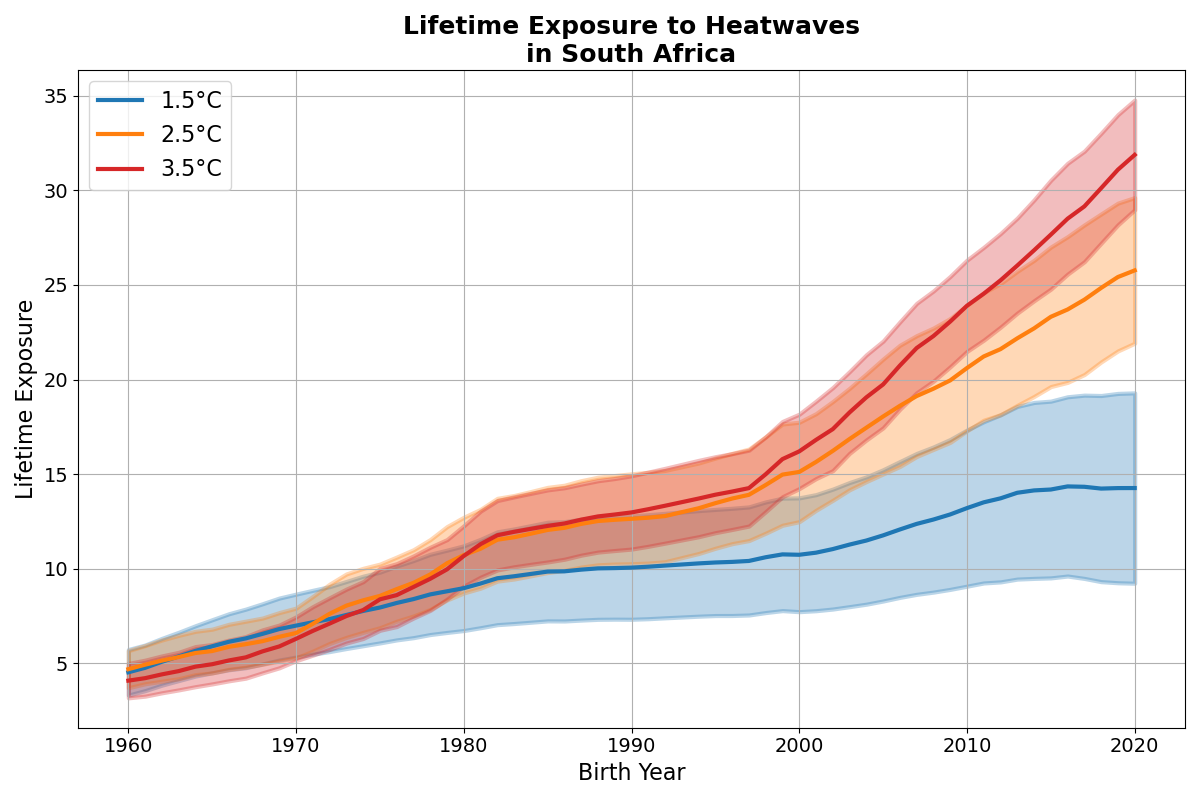 Lifetime Exposure to Heatwaves
in South Africa
1.5°C
2.5°C
3.5°C
Lifetime Exposure
35
30
25
20
15
10
5
1960 1970 1980 1990 2000 2010 2020
Birth Year